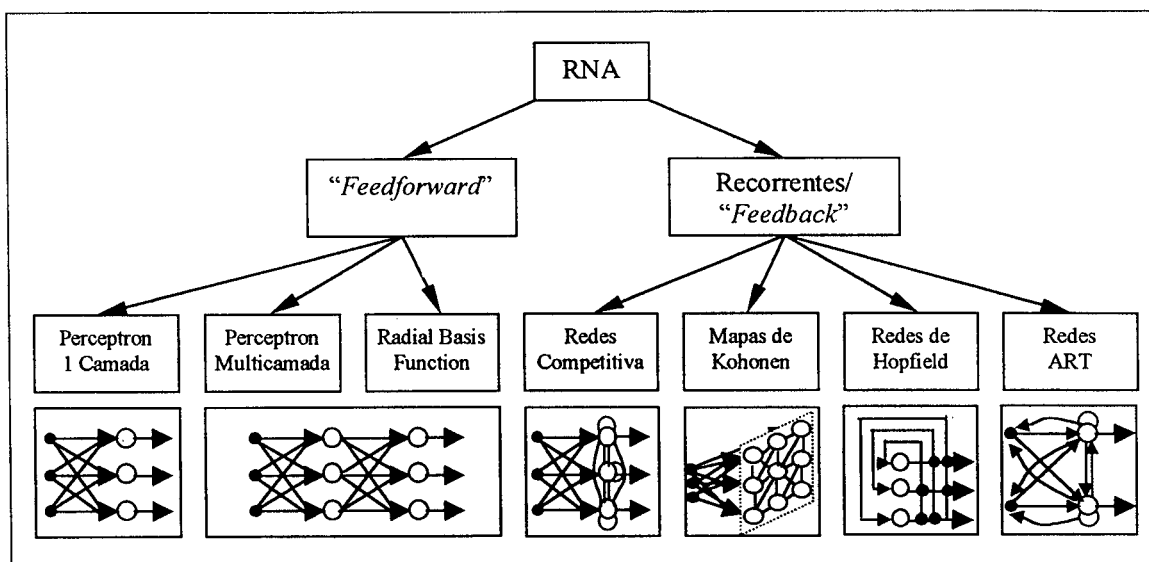 RNA
“Feedforward”
Recorrentes/
“Feedback”
Perceptron
1 Camada
Perceptron
Multicamada
Radial Basis
Function
Redes
Competitiva
Mapas de
Kohonen
Redes de
Hopfield
Redes
ART